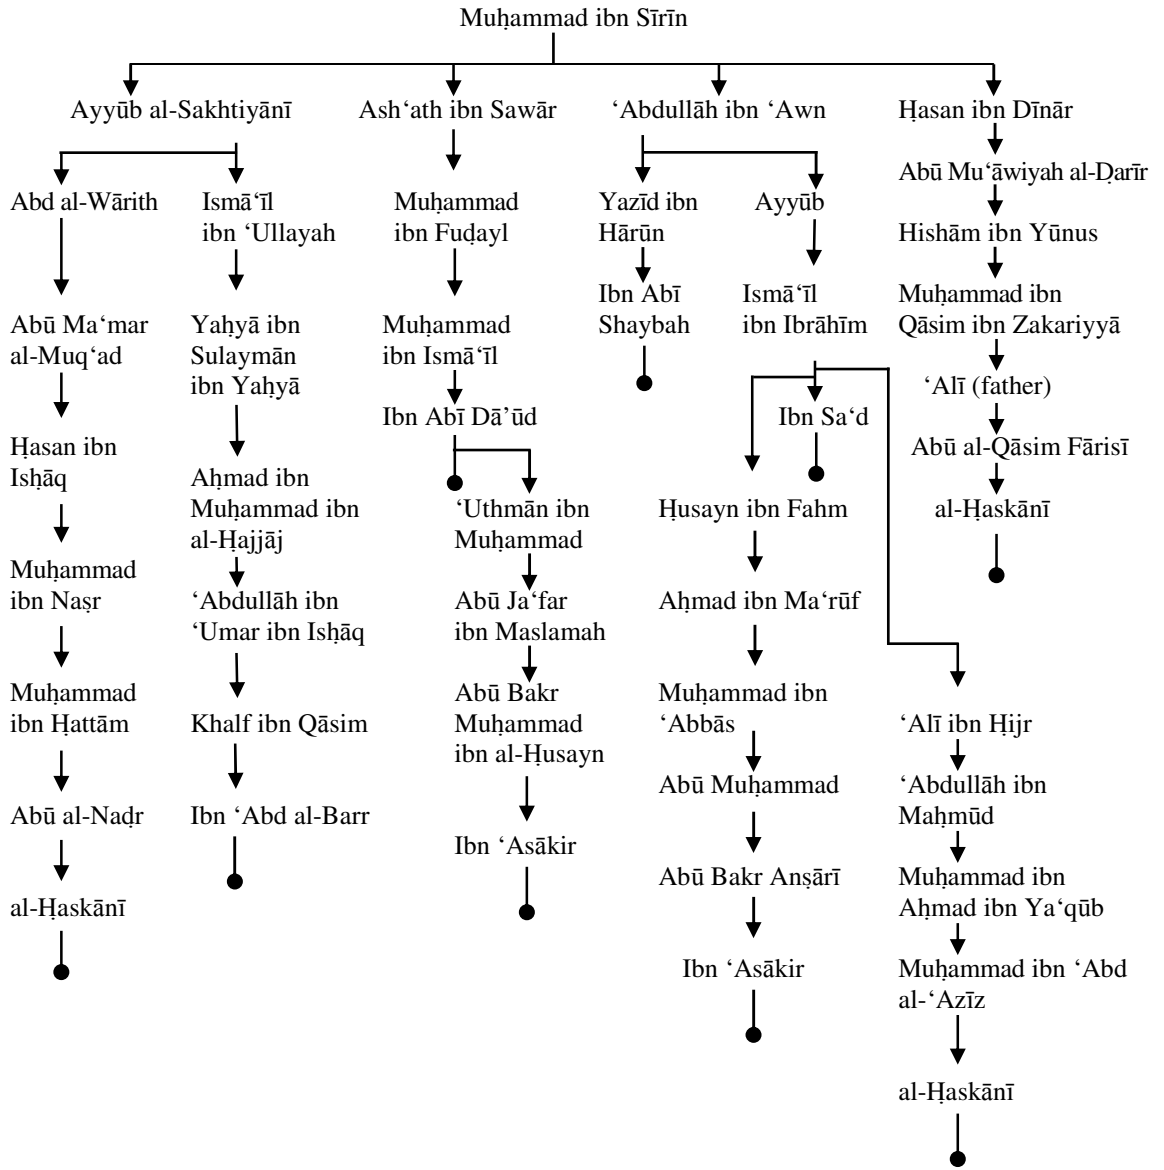 Muḥammad ibn Sīrīn
Ayyūb al-Sakhtiyānī
Abd al-Wārith
Abū Ma‘mar
al-Muq‘ad
Ḥasan ibn
Isḥāq
Muḥammad
ibn Naṣr
Muḥammad
ibn Ḥattām
Abū al-Naḍr
al-Ḥaskānī
Ismā‘īl
ibn ‘Ullayah
Yaḥyā ibn
Sulaymān
ibn Yaḥyā
Aḥmad ibn
Muḥammad ibn
al-Ḥajjāj
‘Abdullāh ibn
‘Umar ibn Isḥāq
Khalf ibn Qāsim
Ibn ‘Abd al-Barr
Ash‘ath ibn Sawār
Muḥammad
ibn Fuḍayl
Muḥammad
ibn Ismā‘īl
Ibn Abī Dā’ūd
‘Uthmān ibn
Muḥammad
Abū Ja‘far
ibn Maslamah
Abū Bakr
Muḥammad
ibn al-Ḥusayn
Ibn ‘Asākir
‘Abdullāh ibn ‘Awn
Yazīd ibn
Hārūn
Ibn Abī
Shaybah
Ayyūb
Ismā‘īl
ibn Ibrāhīm
Ibn Sa‘d
Ḥusayn ibn Fahm
Aḥmad ibn Ma‘rūf
Muḥammad ibn
‘Abbās
Abū Muḥammad
Abū Bakr Anṣārī
Ibn ‘Asākir
‘Alī ibn Ḥijr
‘Abdullāh ibn
Maḥmūd
Muḥammad ibn
Aḥmad ibn Ya‘qūb
Muḥammad ibn ‘Abd
al-‘Azīz
al-Ḥaskānī
Ḥasan ibn Dīnār
Abū Mu‘āwiyah al-Ḍarīr
Hishām ibn Yūnus
Muḥammad ibn
Qāsim ibn Zakariyyā
‘Alī (father)
Abū al-Qāsim Fārisī
al-Ḥaskānī